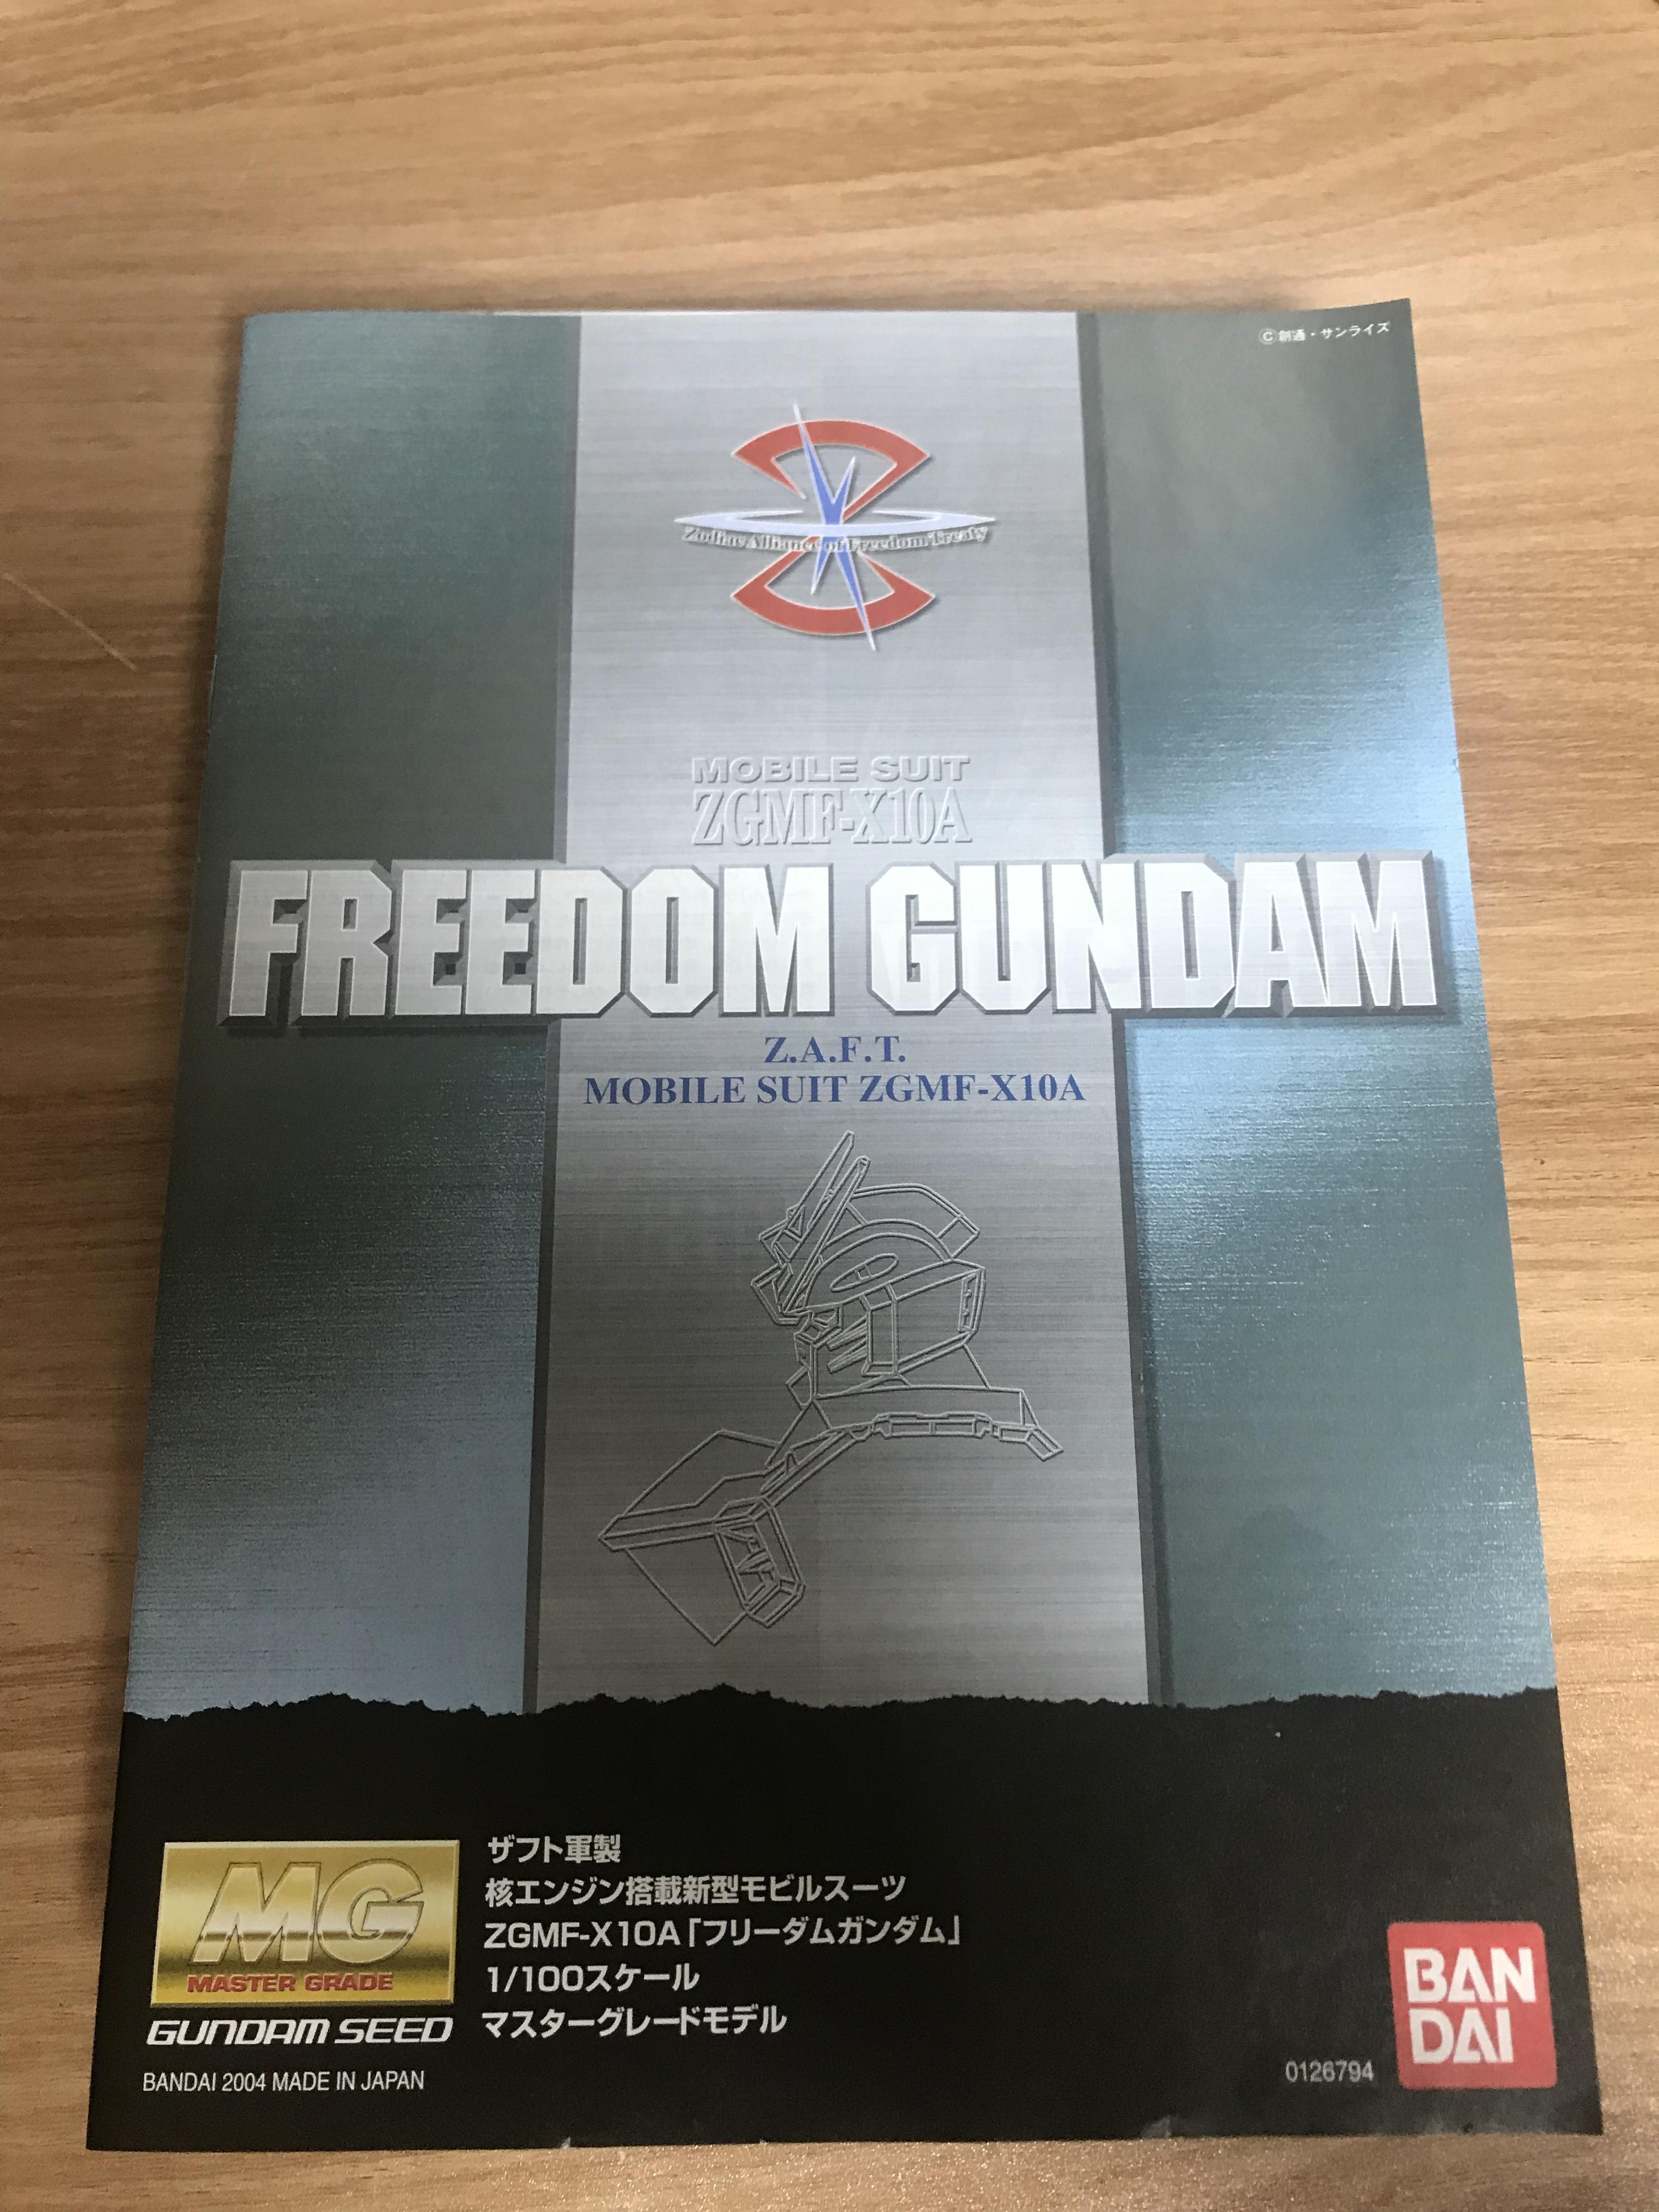 ©創通・サンライズ
Zodiac Alliance of Freedom Treaty
MOBILE SUIT
ZGMF-X10A
FREEDOM GUNDAM
Z.A.F.T.
MOBILE SUIT ZGMF-X10A
MG
MASTER GRADE
GUNDAM SEED
BANDAI 2004 MADE IN JAPAN
ザフト軍製
核エンジン搭載新型モビルスーツ
ZGMF-X10A「フリーダムガンダム」
1/100スケール
マスターグレードモデル
0126794
BAN
DAI